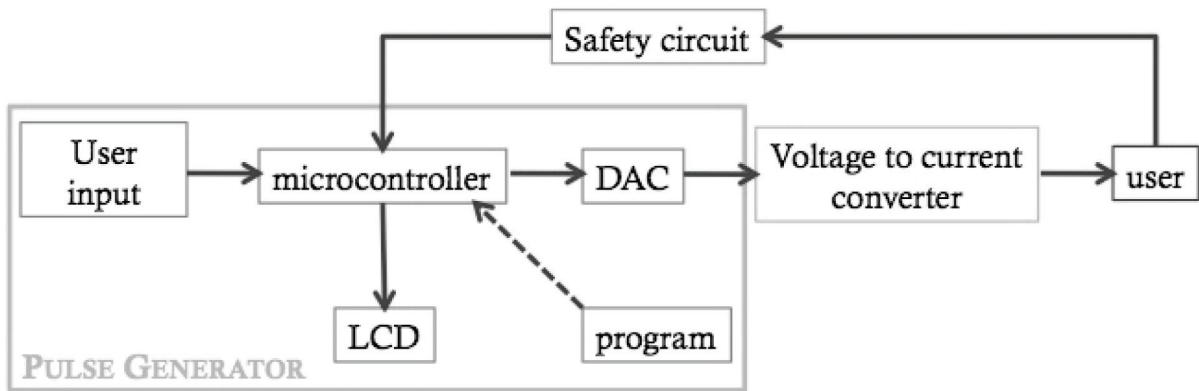 Safety circuit
User
input
microcontroller
DAC
Voltage to current
converter
user
LCD
program
PULSE GENERATOR